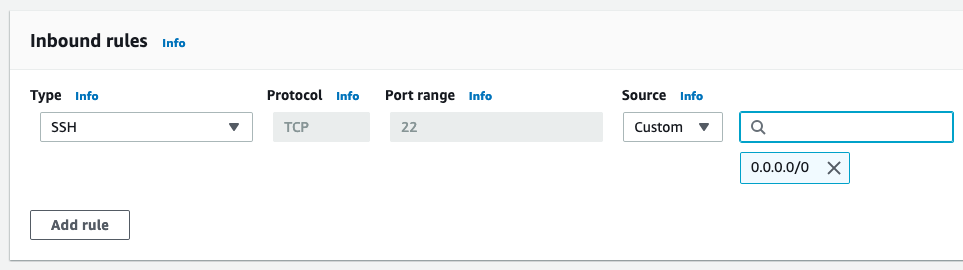 Inbound rules Info
Type Info Protocol Info Port range Info Source Info
SSH TCP 22 Custom
0.0.0.0/0
Add rule